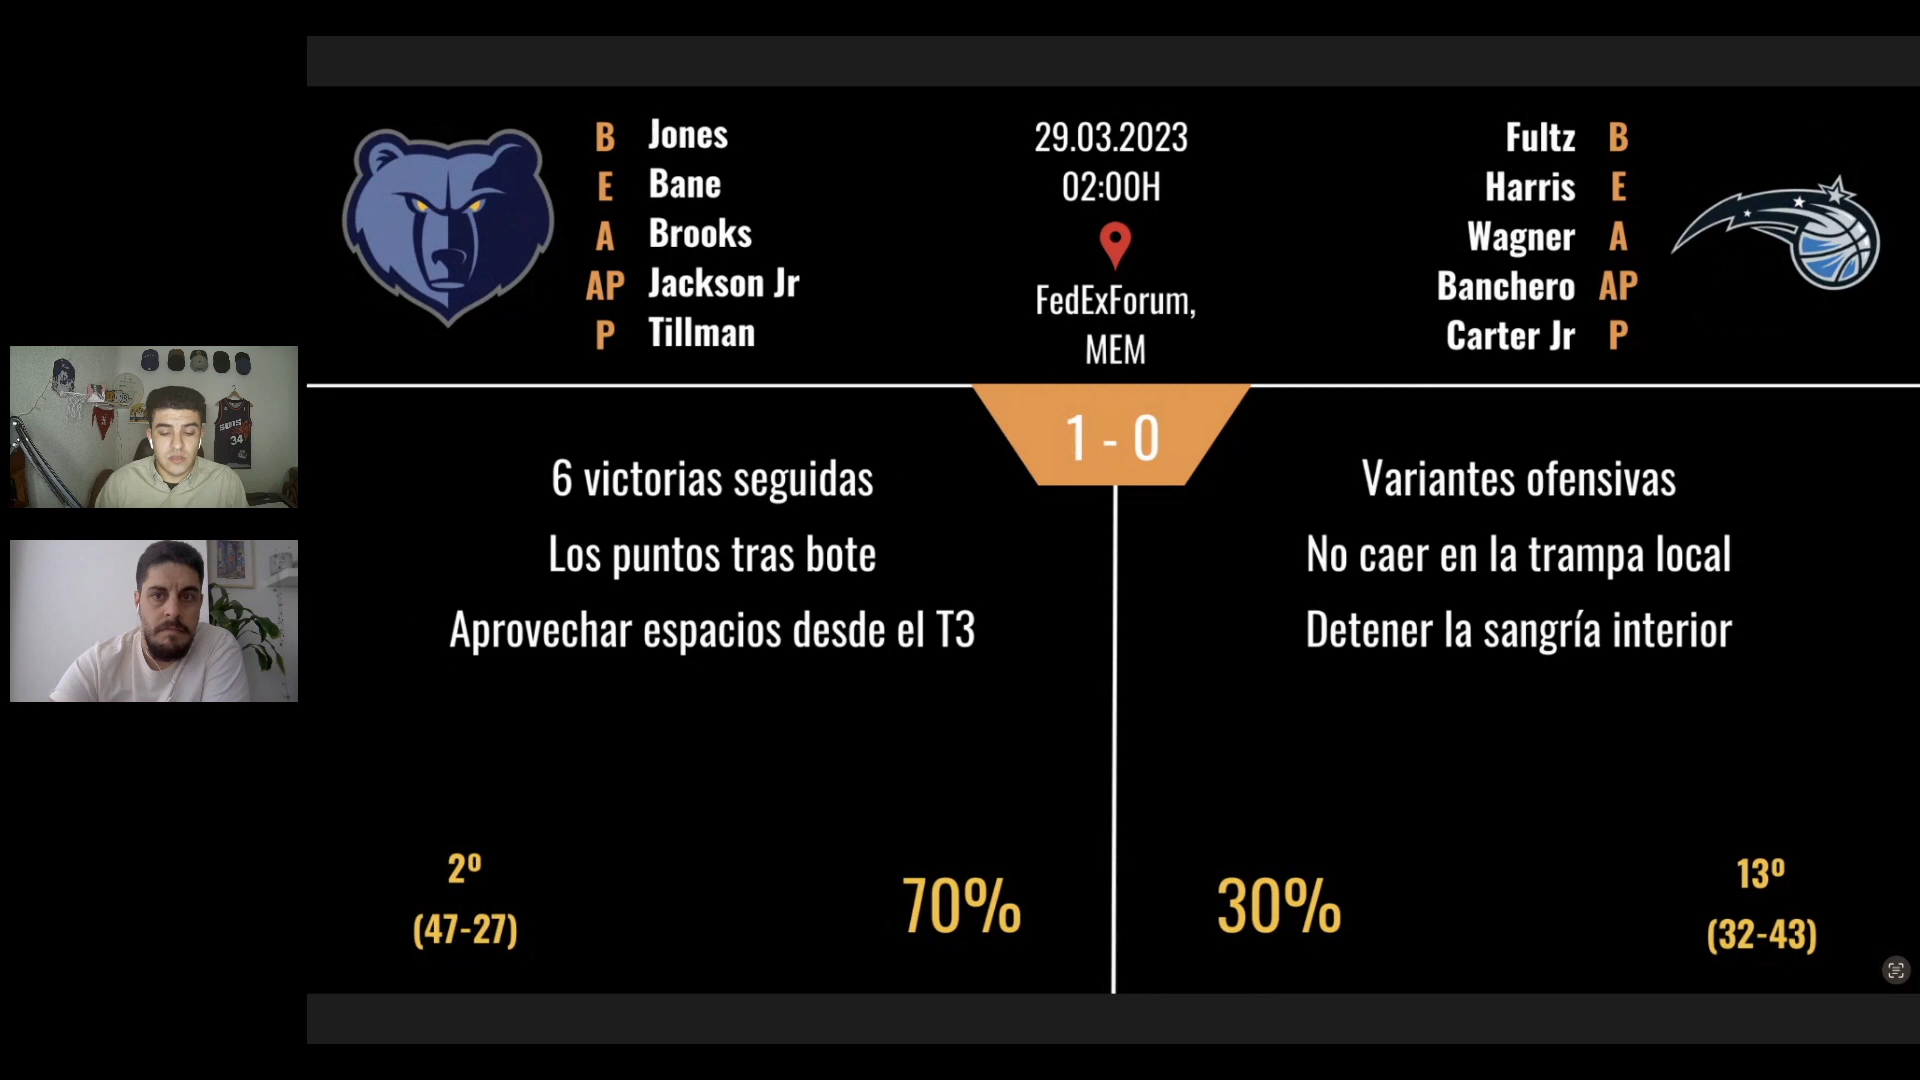 B Jones
E Bane
A Brooks
AP Jackson Jr
P Tillman
29.03.2023
02:00H
FedExForum,
MEM
Fultz B
Harris E
Wagner A
Banchero AP
Carter Jr P
1 - 0
6 victorias seguidas
Los puntos tras bote
Aprovechar espacios desde el T3
Variantes ofensivas
No caer en la trampa local
Detener la sangría interior
2º
(47-27)
70%
30%
13º
(32-43)
SUNS
34